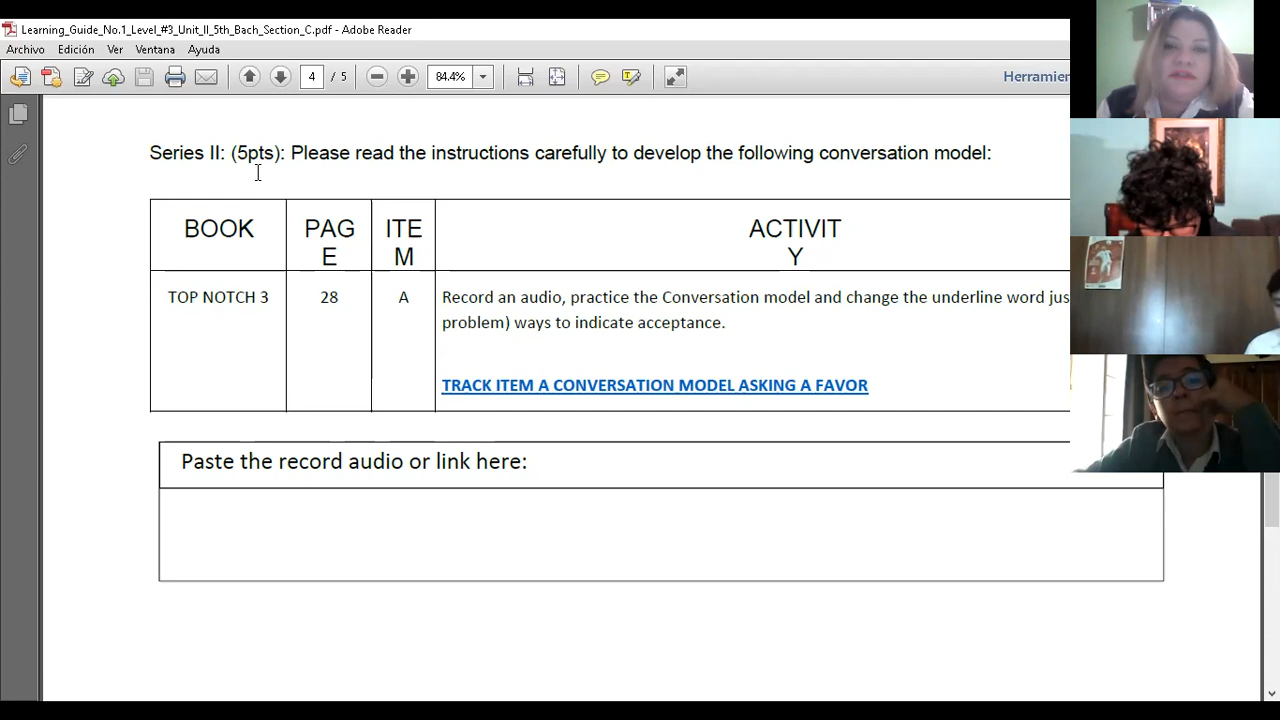 Learning_Guide_No.1_Level_#3_Unit_II_5th_Bach_Section_C.pdf - Adobe Reader
Archivo Edición Ver Ventana Ayuda
4 / 5 84.4% Herramien
Series II: (5pts): Please read the instructions carefully to develop the following conversation model:
BOOK PAG ITE ACTIVIT
E M Y
TOP NOTCH 3 28 A Record an audio, practice the Conversation model and change the underline word jus
problem) ways to indicate acceptance.
TRACK ITEM A CONVERSATION MODEL ASKING A FAVOR
Paste the record audio or link here: